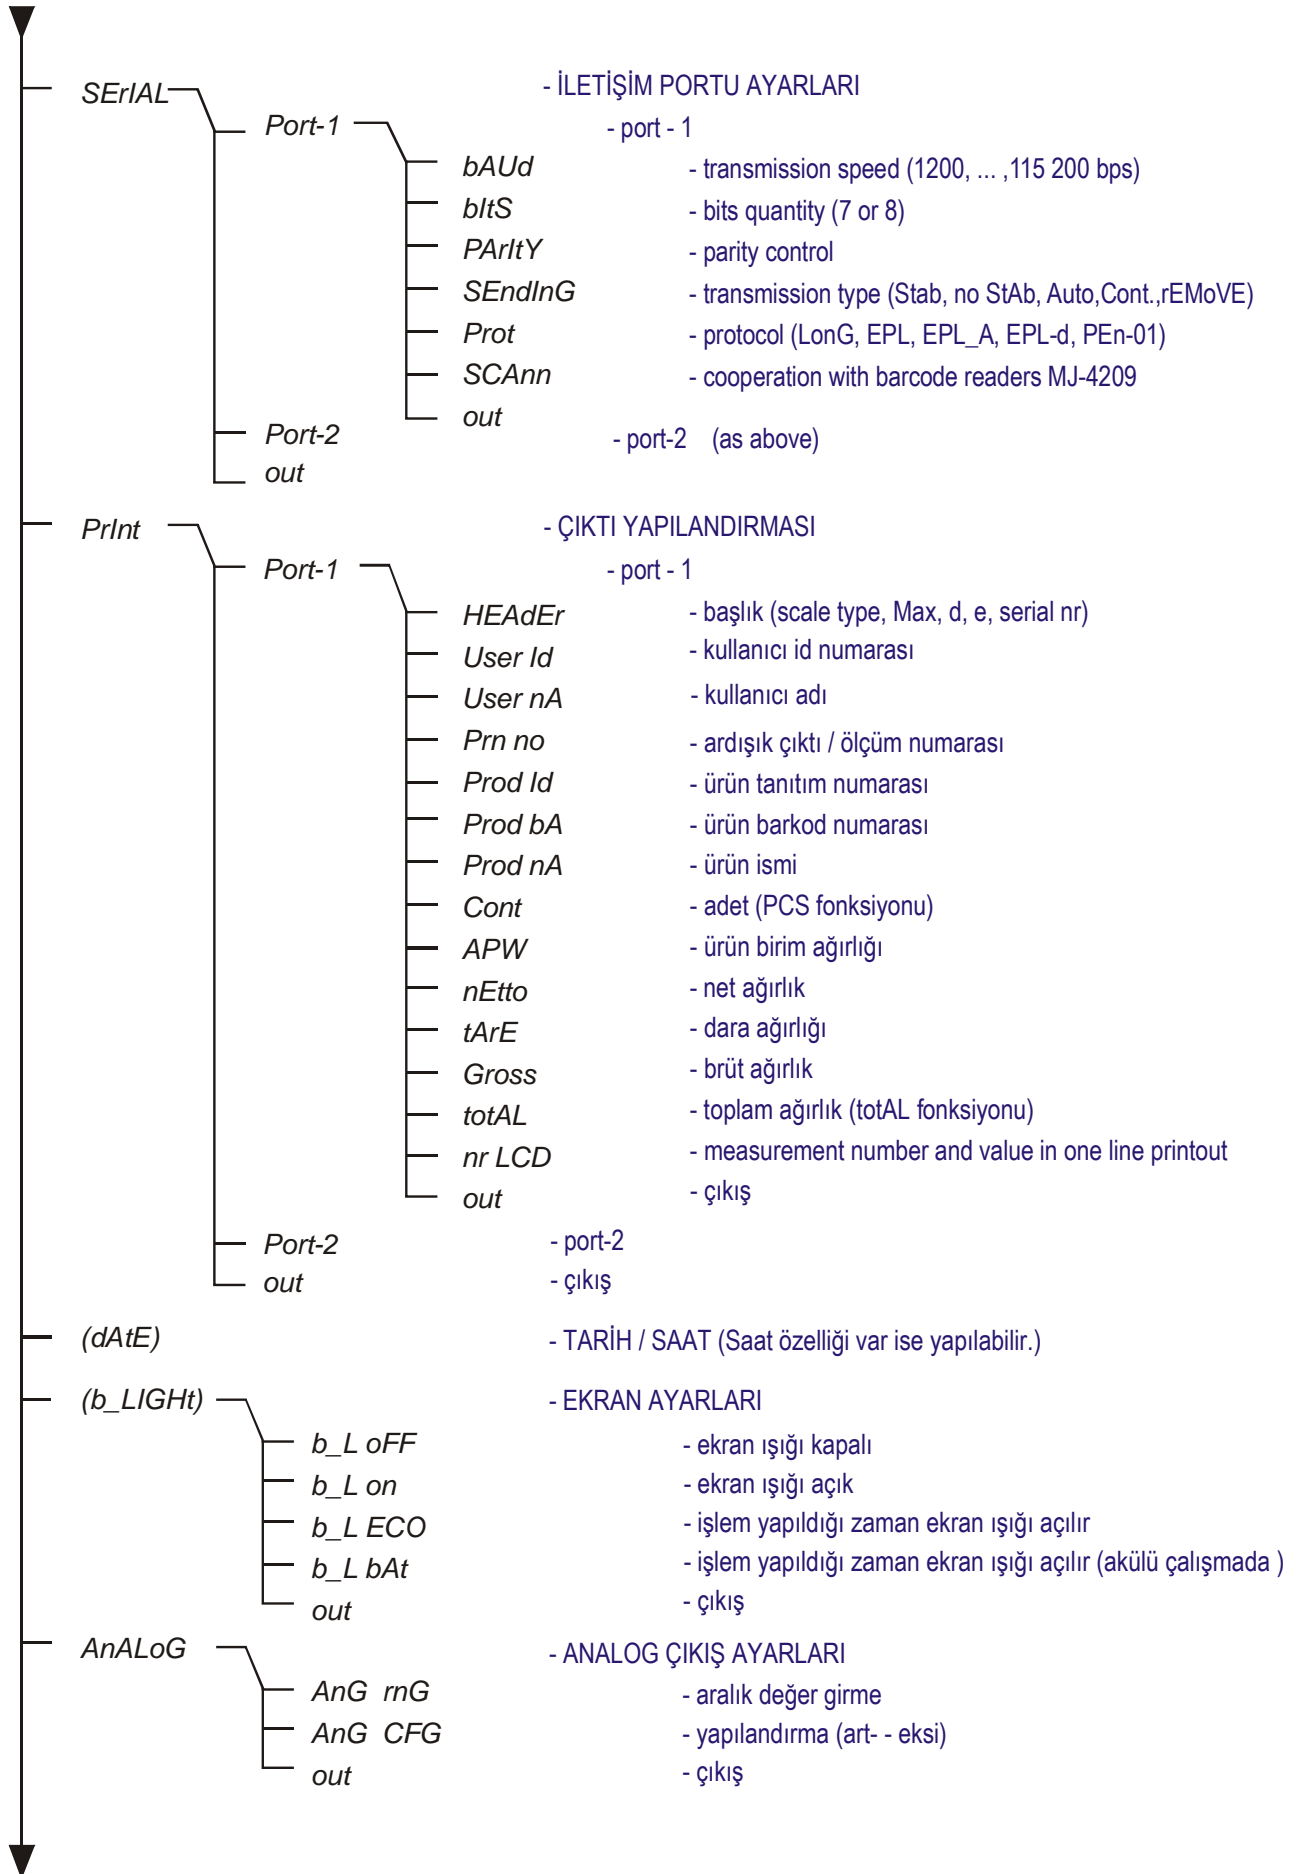 SErIAL - İLETİŞİM PORTU AYARLARI
Port-1 - port - 1
bAUd - transmission speed (1200, ... ,115 200 bps)
bItS - bits quantity (7 or 8)
PArItY - parity control
SEndInG - transmission type (Stab, no StAb, Auto,Cont.,rEMoVE)
Prot - protocol (LonG, EPL, EPL_A, EPL-d, PEn-01)
SCAnn - cooperation with barcode readers MJ-4209
out
Port-2 - port-2 (as above)
out
PrInt - ÇIKTI YAPILANDIRMASI
Port-1 - port - 1
HEAdEr - başlık (scale type, Max, d, e, serial nr)
User Id - kullanıcı id numarası
User nA - kullanıcı adı
Prn no - ardışık çıktı / ölçüm numarası
Prod Id - ürün tanıtım numarası
Prod bA - ürün barkod numarası
Prod nA - ürün ismi
Cont - adet (PCS fonksiyonu)
APW - ürün birim ağırlığı
nEtto - net ağırlık
tArE - dara ağırlığı
Gross - brüt ağırlık
totAL - toplam ağırlık (totAL fonksiyonu)
nr LCD - measurement number and value in one line printout
out - çıkış
Port-2 - port-2
out - çıkış
(dAtE) - TARİH / SAAT (Saat özelliği var ise yapılabilir.)
(b_LIGHt) - EKRAN AYARLARI
b_L oFF - ekran ışığı kapalı
b_L on - ekran ışığı açık
b_L ECO - işlem yapıldığı zaman ekran ışığı açılır
b_L bAt - işlem yapıldığı zaman ekran ışığı açılır (akülü çalışmada )
out - çıkış
AnALoG - ANALOG ÇIKIŞ AYARLARI
AnG rnG - aralık değer girme
AnG CFG - yapılandırma (art- - eksi)
out - çıkış